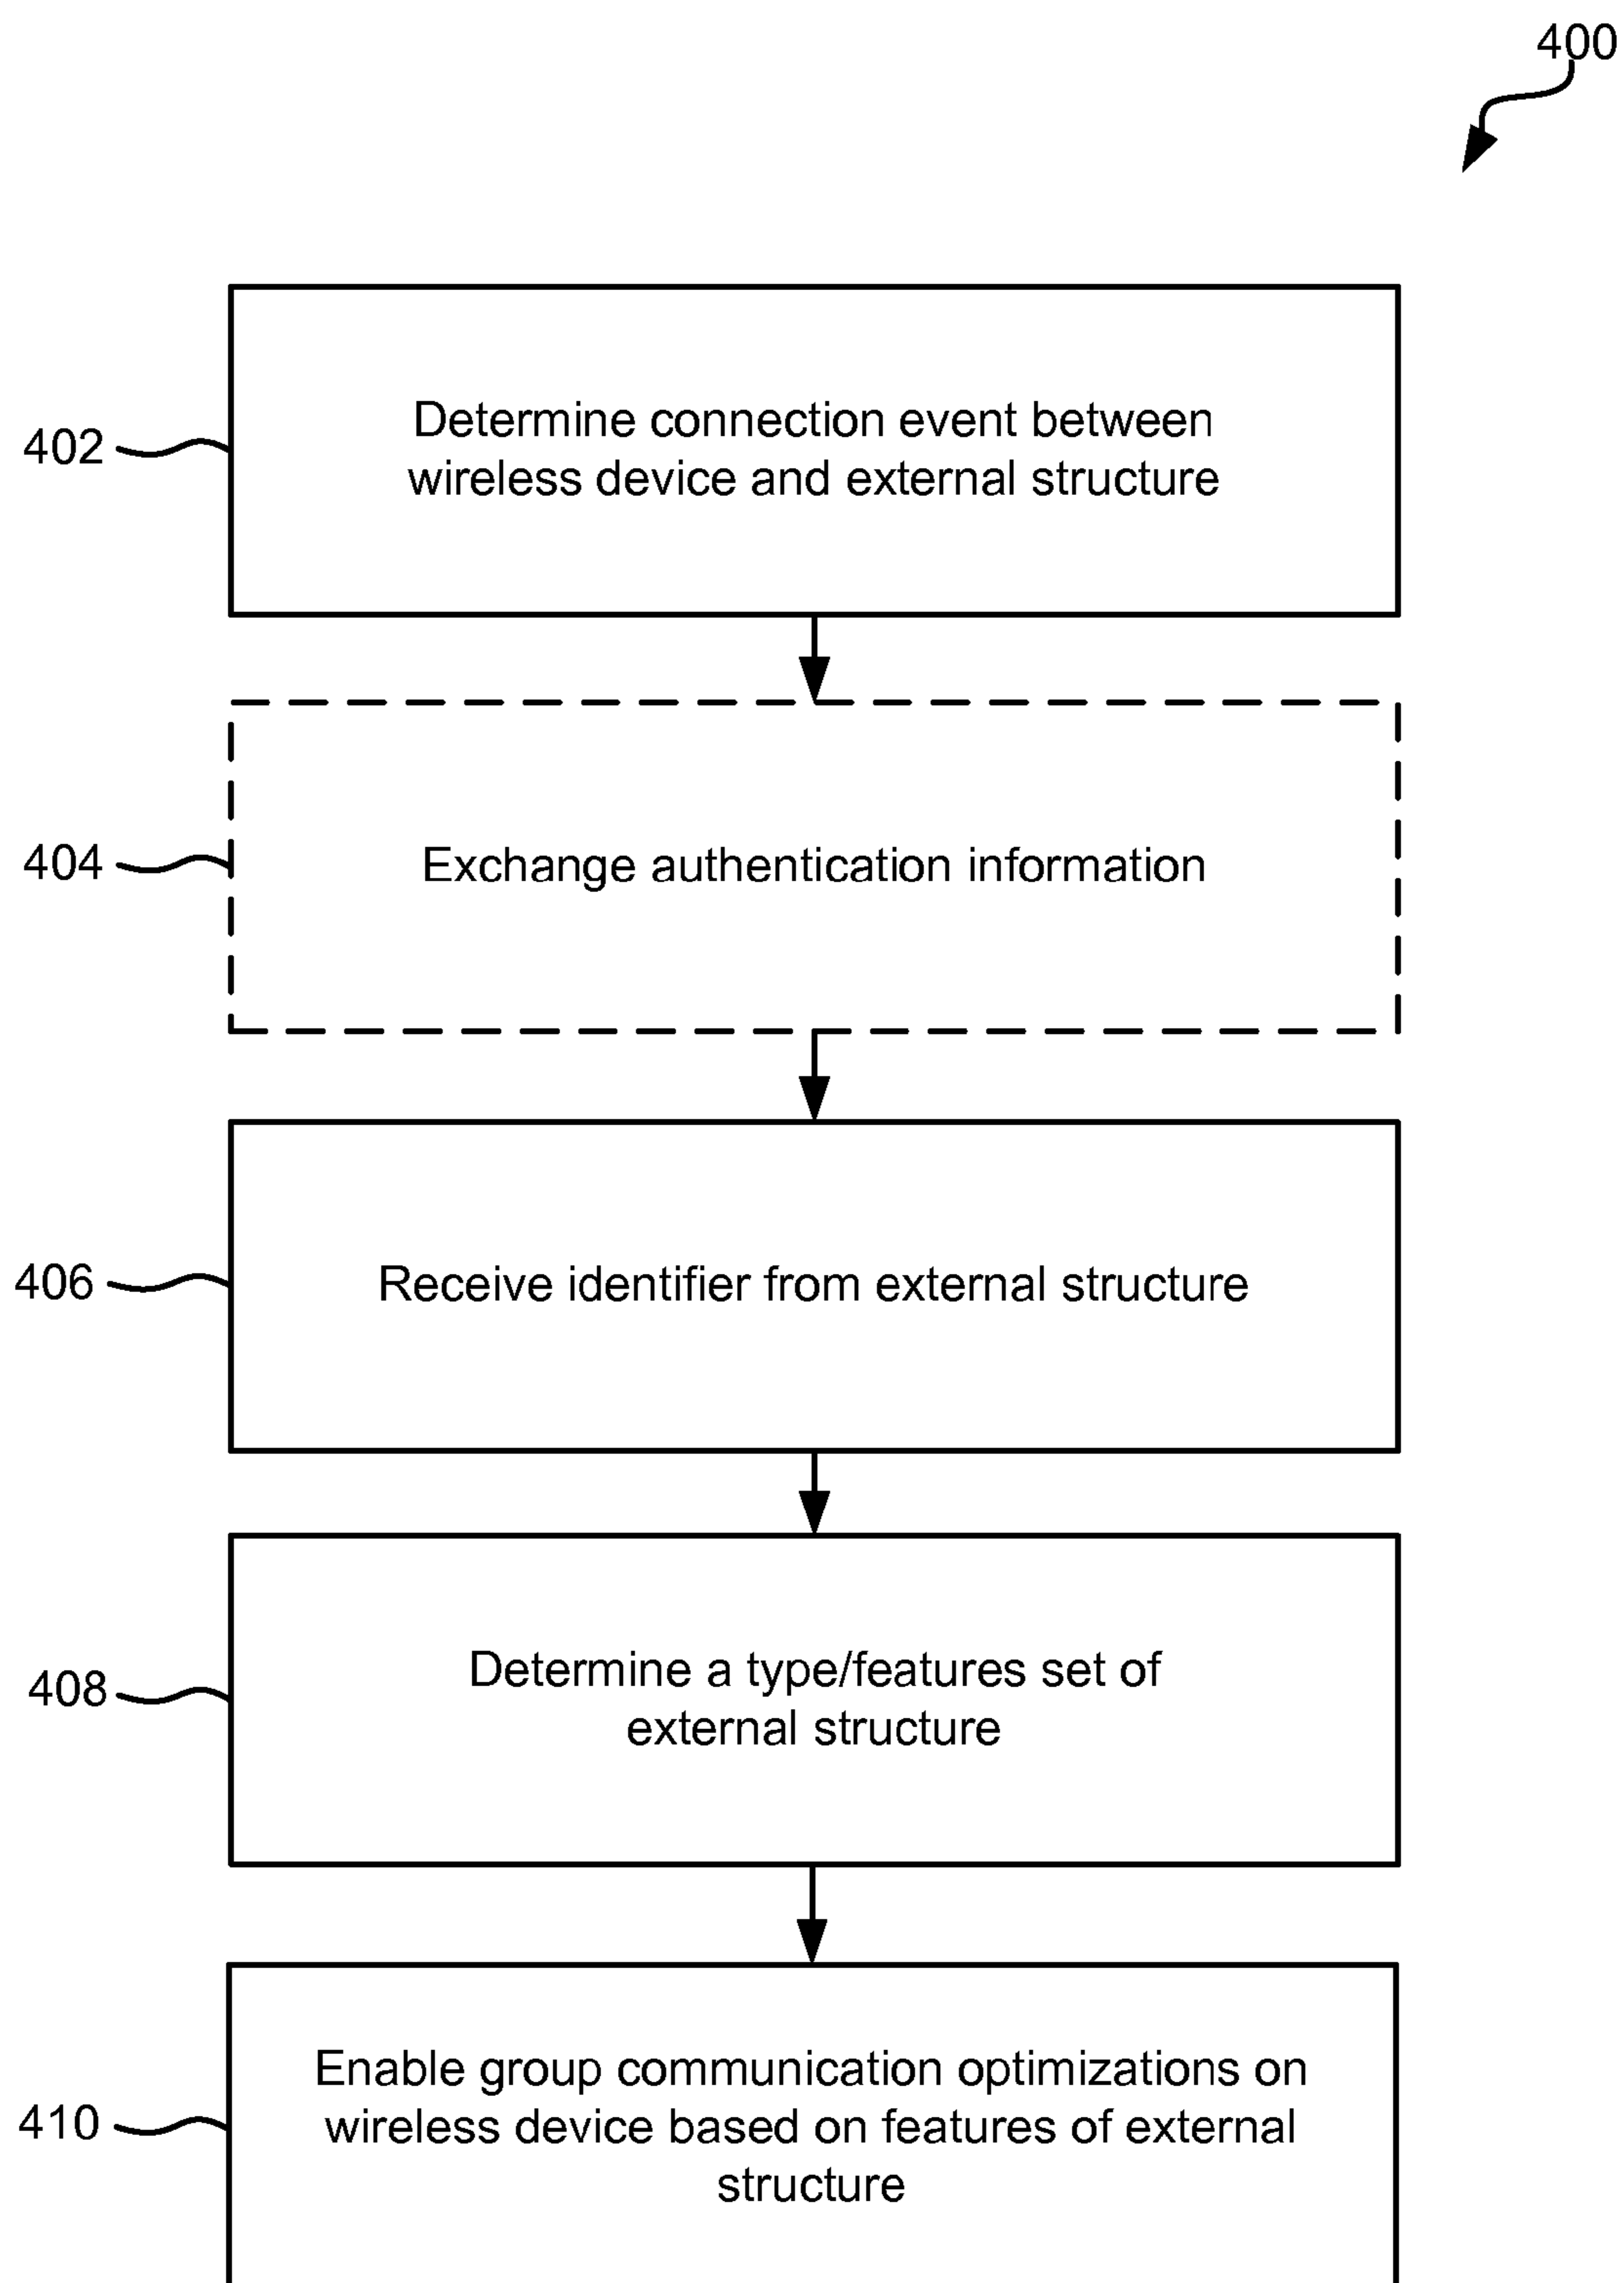 400
402
Determine connection event between
wireless device and external structure
404
Exchange authentication information
406
Receive identifier from external structure
408
Determine a type/features set of
external structure
410
Enable group communication optimizations on
wireless device based on features of external
structure